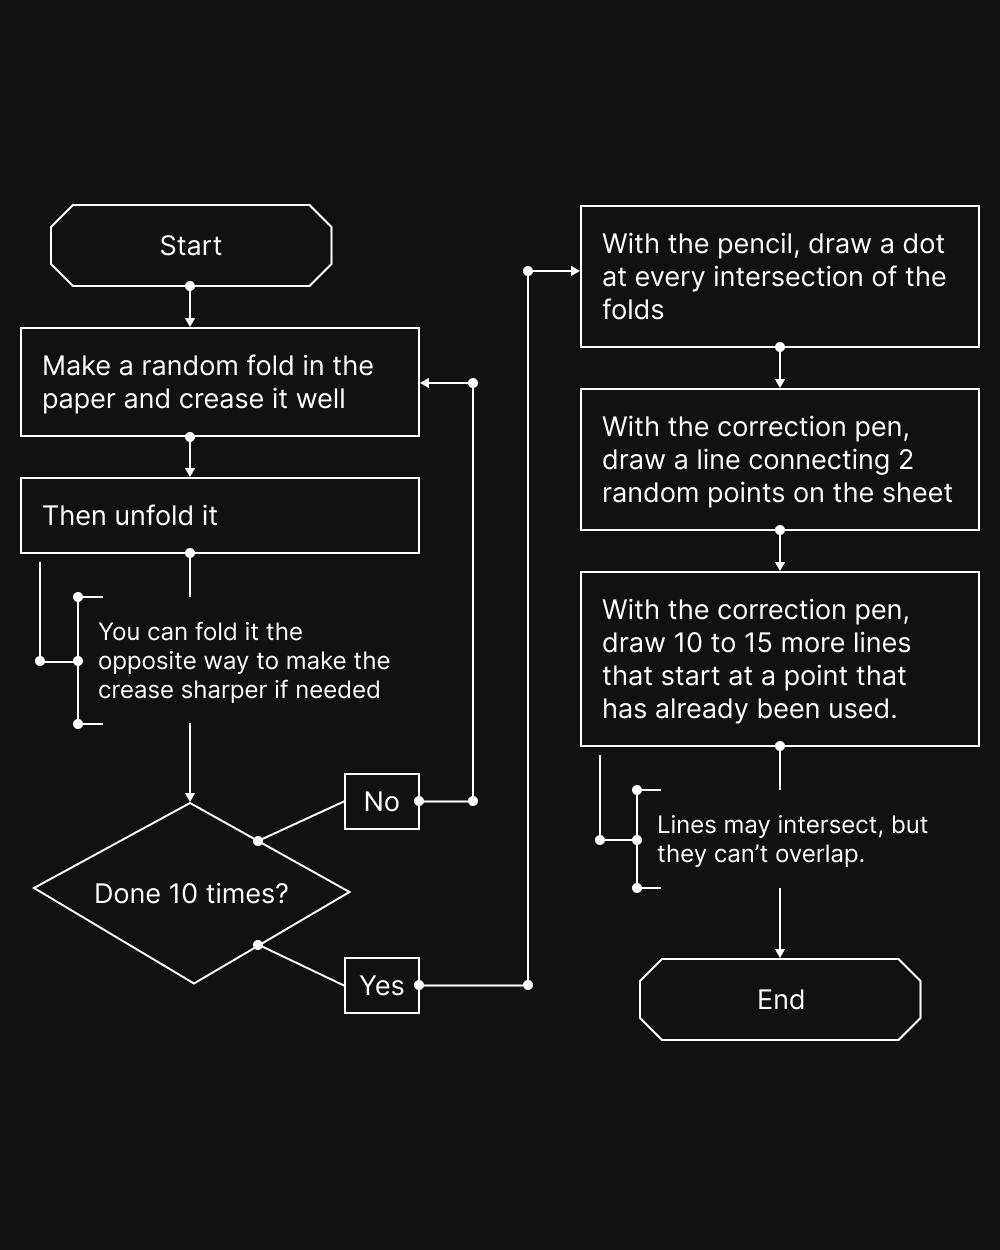 Start
Make a random fold in the
paper and crease it well
Then unfold it
You can fold it the
opposite way to make the
crease sharper if needed
No
Done 10 times?
Yes
With the pencil, draw a dot
at every intersection of the
folds
With the correction pen,
draw a line connecting 2
random points on the sheet
With the correction pen,
draw 10 to 15 more lines
that start at a point that
has already been used.
Lines may intersect, but
they can’t overlap.
End